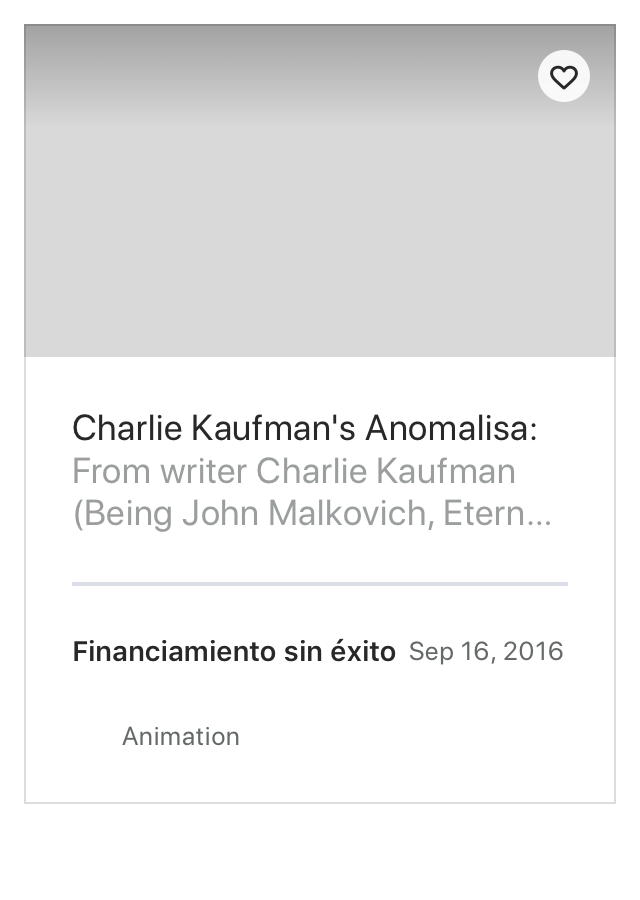 Charlie Kaufman's Anomalisa:
From writer Charlie Kaufman
(Being John Malkovich, Etern...
Financiamiento sin éxito Sep 16, 2016
Animation